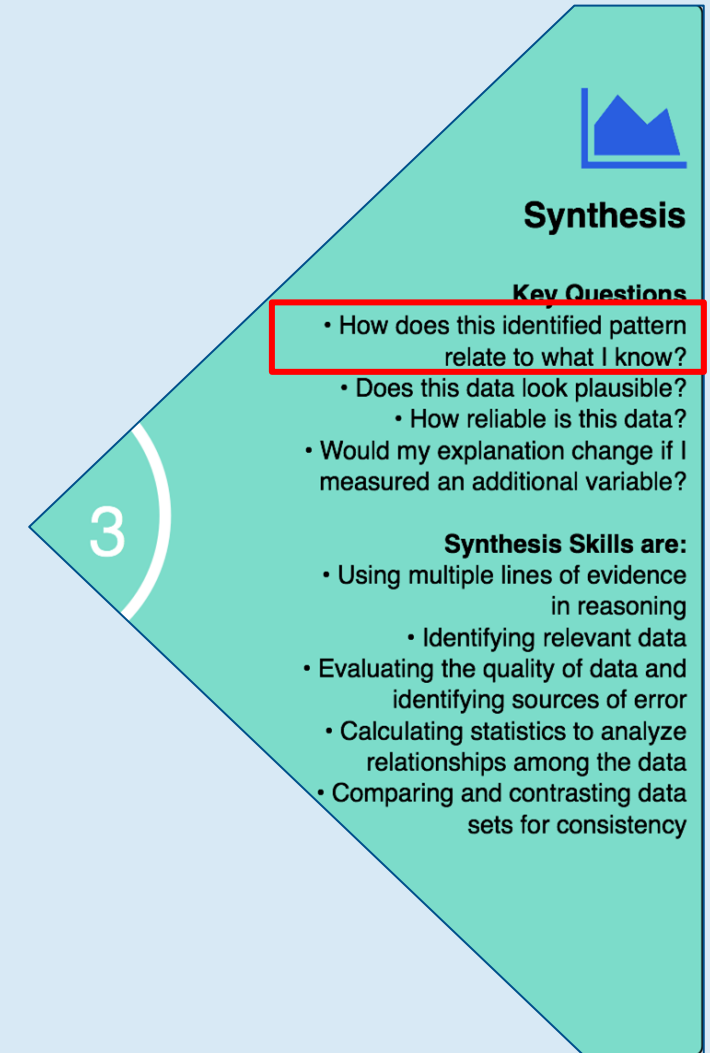 Synthesis
Key Questions
• How does this identified pattern
relate to what I know?
• Does this data look plausible?
• How reliable is this data?
• Would my explanation change if I
measured an additional variable?
3
Synthesis Skills are:
• Using multiple lines of evidence
in reasoning
• Identifying relevant data
• Evaluating the quality of data and
identifying sources of error
• Calculating statistics to analyze
relationships among the data
• Comparing and contrasting data
sets for consistency